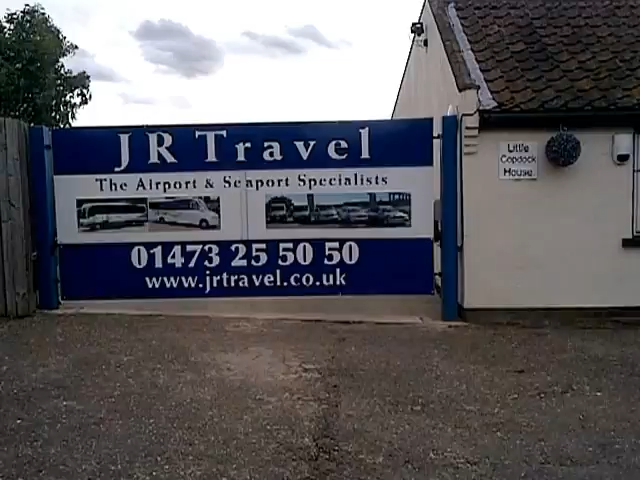 JR Travel
The Airport & Seaport Specialists
01473 25 50 50
www.jrtravel.co.uk
Little
Copdock
House